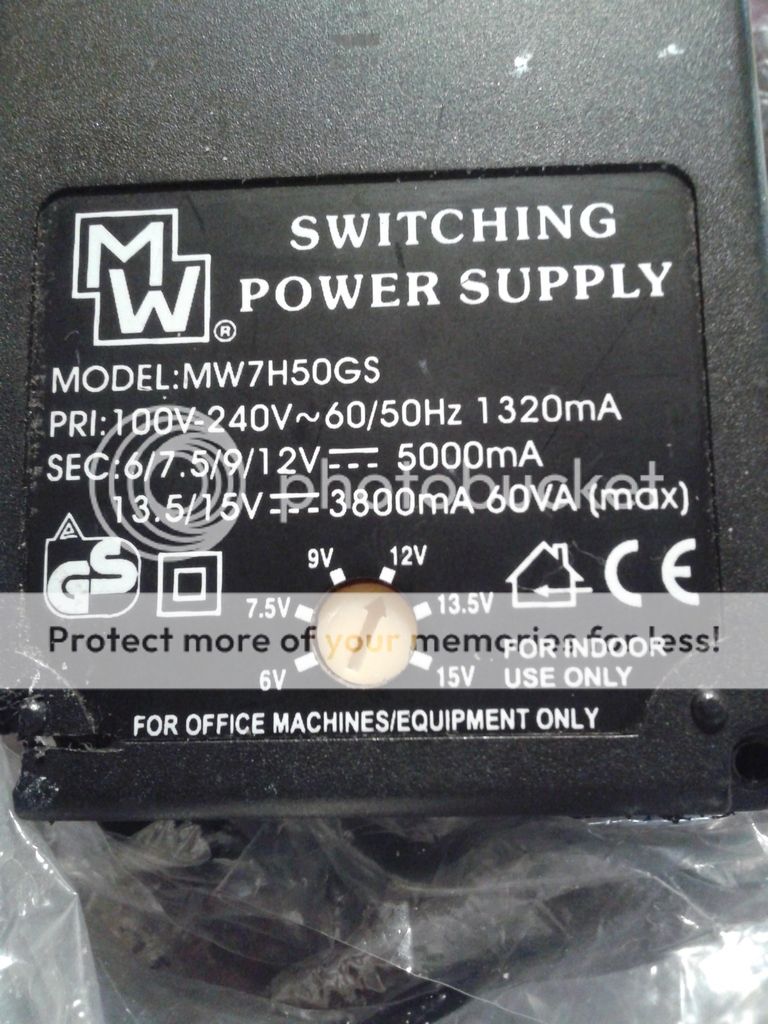 MW®
SWITCHING
POWER SUPPLY
MODEL:MW7H50GS
PRI:100V-240V~60/50Hz 1320mA
SEC:6/7.5/9/12V⎓ 5000mA
13.5/15V⎓3800mA 60VA (max)
photobucket
GS
CE
9V
12V
7.5V
13.5V
Protect more of your memories for less!
FOR INDOOR
6V
15V
USE ONLY
FOR OFFICE MACHINES/EQUIPMENT ONLY